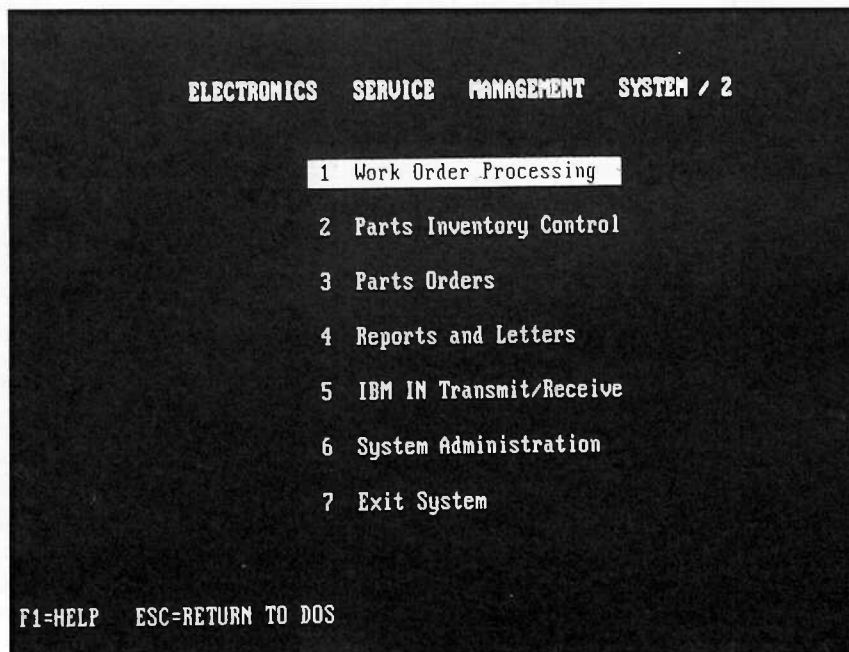 ELECTRONICS SERVICE MANAGEMENT SYSTEM / 2
1 Work Order Processing
2 Parts Inventory Control
3 Parts Orders
4 Reports and Letters
5 IBM IN Transmit/Receive
6 System Administration
7 Exit System
F1=HELP ESC=RETURN TO DOS